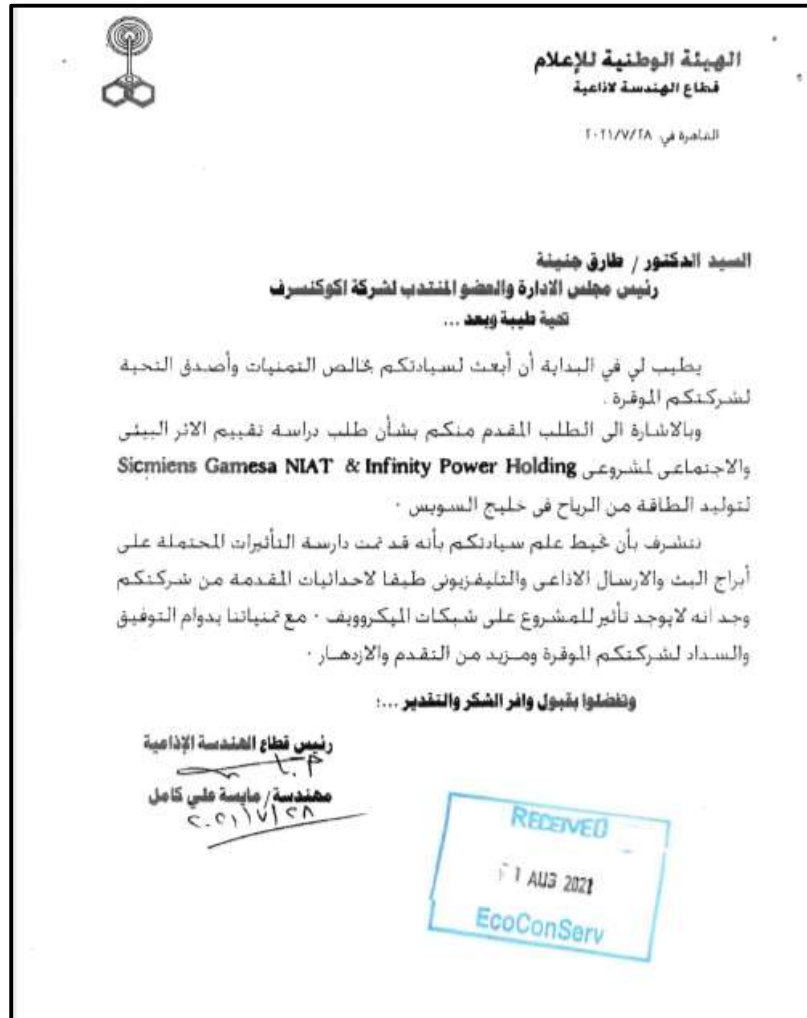 الهيئة الوطنية للإعلام
قطاع الهندسة لاذاعية
القاهرة في: ٢٠٢١/٧/٢٨
السيد الدكتور / طارق جنينة
رئيس مجلس الادارة والعضو المنتدب لشركة اكوكنسرف
تحية طيبة وبعد ...
يطيب لي في البداية أن أبعث لسيادتكم بخالص التمنيات وأصدق التحية
لشركتكم الموقرة .
وبالاشارة الى الطلب المقدم منكم بشأن طلب دراسة تقييم الاثر البيئى
والاجتماعى لمشروعى Sicmiens Gamesa NIAT & Infinity Power Holding
لتوليد الطاقة من الرياح فى خليج السويس ٠
نتشرف بأن نحيط علم سيادتكم بأنه قد تمت دارسة التأثيرات المحتملة على
أبراج البث والارسال الاذاعى والتليفزيونى طبقا لاحداثيات المقدمة من شركتكم
وجد انه لايوجد تأثير للمشروع على شبكات الميكروويف ٠ مع تمنياتنا بدوام التوفيق
والسداد لشركتكم الموقرة ومزيد من التقدم والازدهار ٠
وتفضلوا بقبول وافر الشكر والتقدير ...؛
رئيس قطاع الهندسة الإذاعية
مهندسة/ مايسة علي كامل
٢٠٢١/٧/٢٨
RECEIVED
1 AUG 2021
EcoConServ